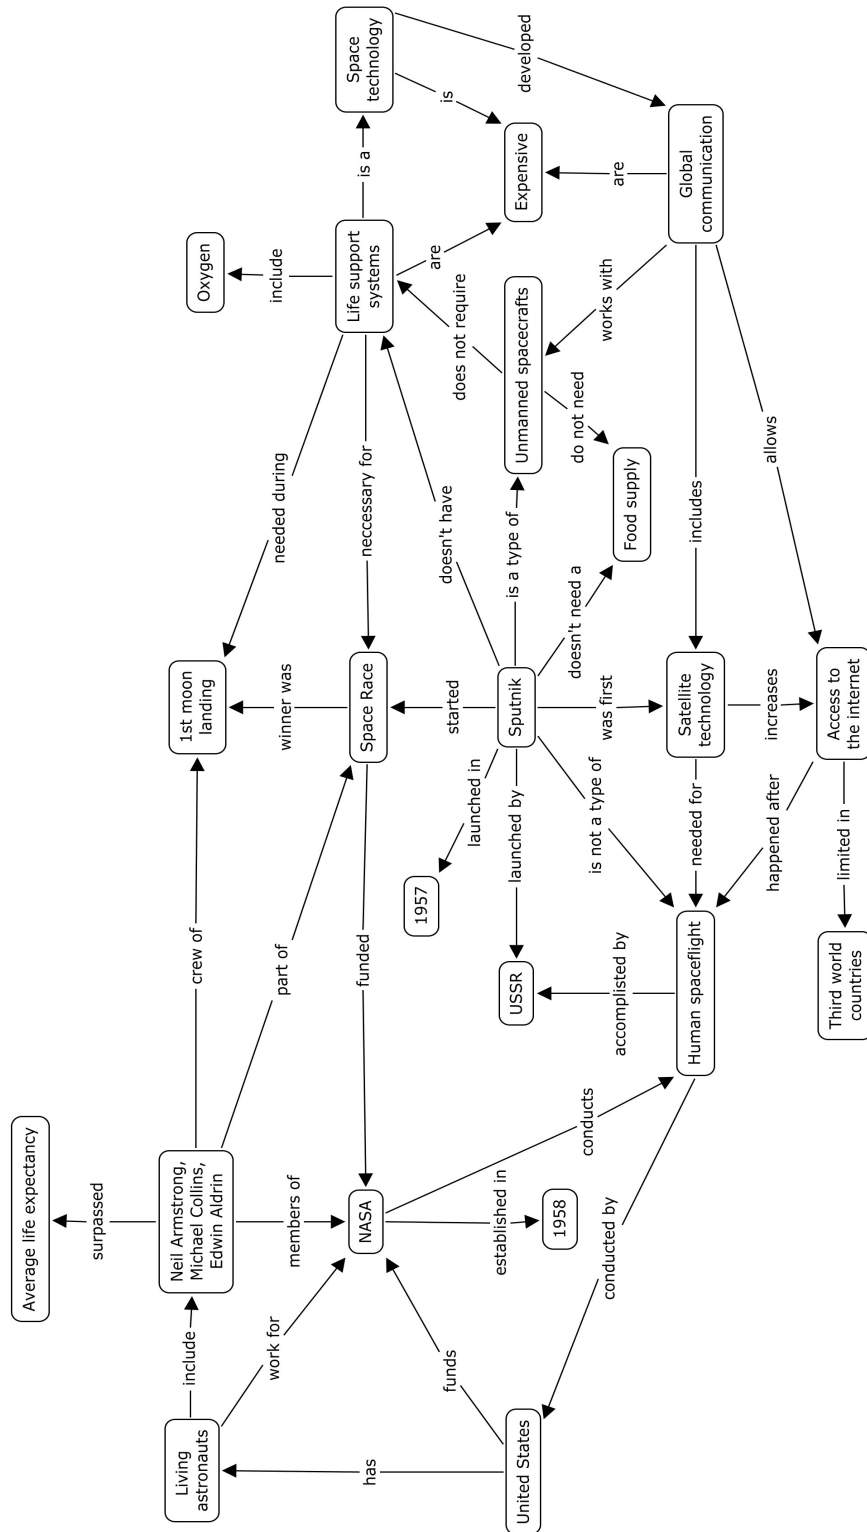 Average life expectancy
surpassed
Living
astronauts
include
Neil Armstrong,
Michael Collins,
Edwin Aldrin
crew of
1st moon
landing
Oxygen
work for
members of
part of
winner was
needed during
include
has
NASA
funded
Space Race
neccessary for
Life support
systems
is a
Space
technology
1957
funds
launched in
started
doesn't have
does not require
are
is
United States
established in
1958
USSR
launched by
Sputnik
is a type of
Unmanned spacecrafts
Expensive
developed
conducted by
conducts
accomplisted by
is not a type of
was first
doesn't need a
do not need
Food supply
works with
are
Human spaceflight
needed for
Satellite
technology
includes
Global
communication
happened after
increases
allows
Third world
countries
limited in
Access to
the internet